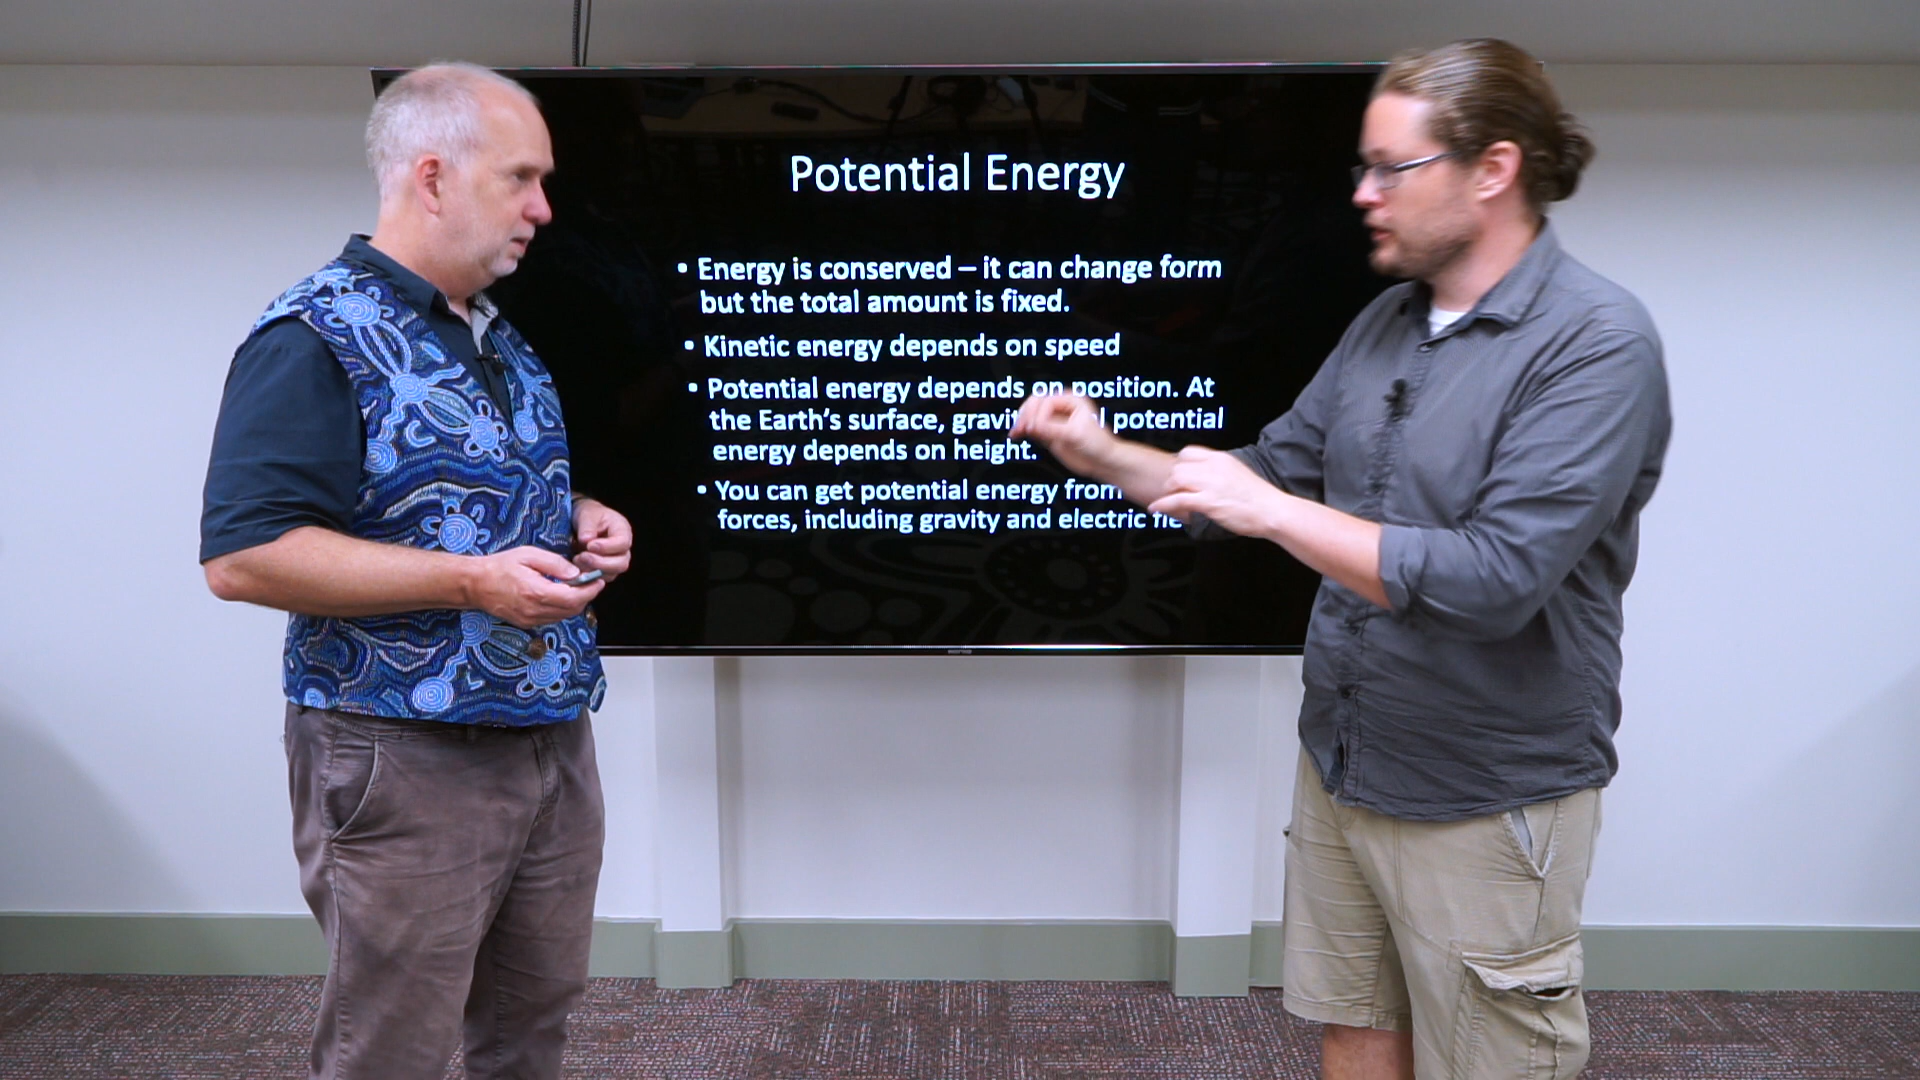 Potential Energy
• Energy is conserved – it can change form
but the total amount is fixed.
• Kinetic energy depends on speed
• Potential energy depends on position. At
the Earth's surface, potential
energy depends on height.
• You can get potential energy from
forces, including gravity and electric